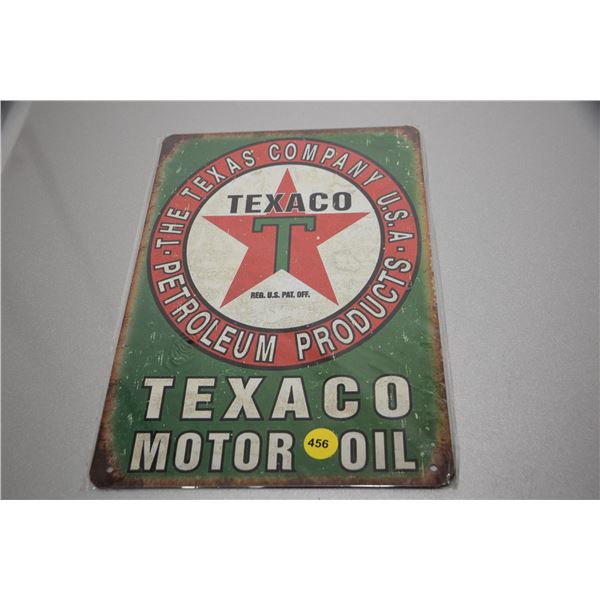 ·THE TEXAS COMPANY U.S.A·
PETROLEUM PRODUCTS
TEXACO
T
REG. U.S. PAT. OFF.
TEXACO
MOTOR OIL
456